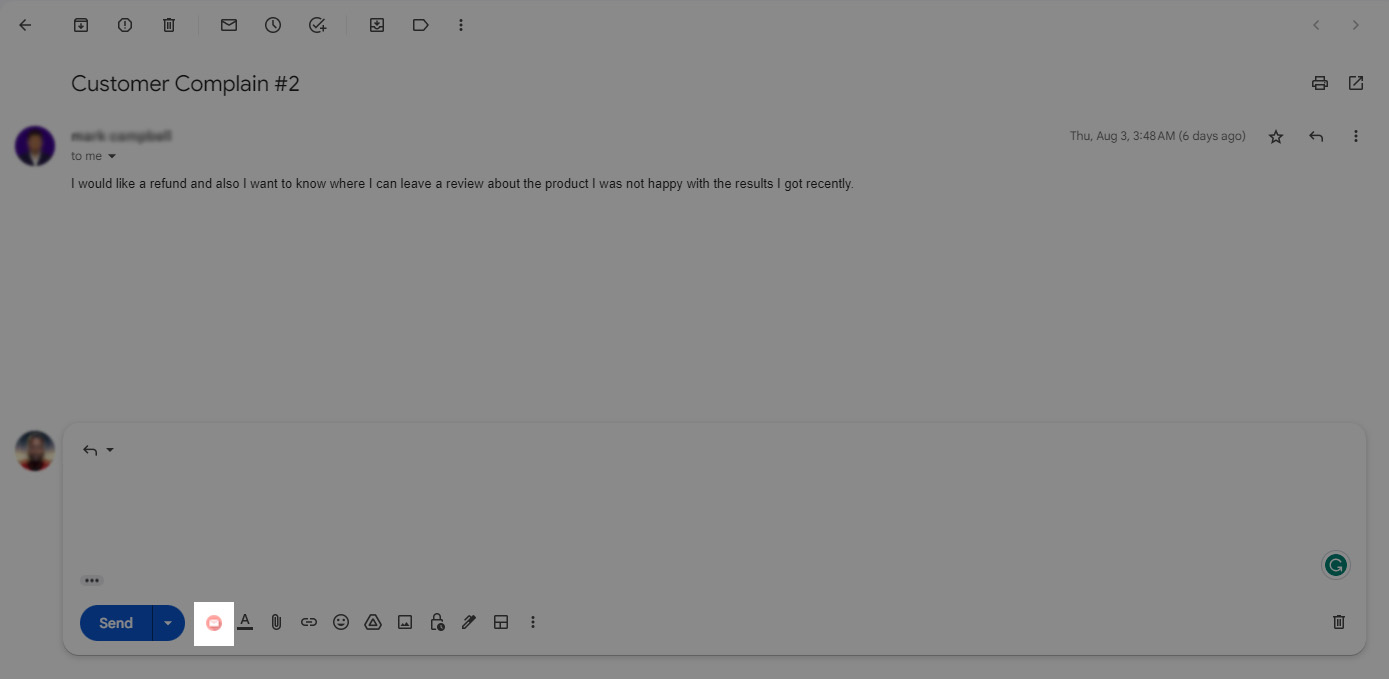 Customer Complain #2
Thu, Aug 3, 3:48 AM (6 days ago)
to me
I would like a refund and also I want to know where I can leave a review about the product I was not happy with the results I got recently.
Send